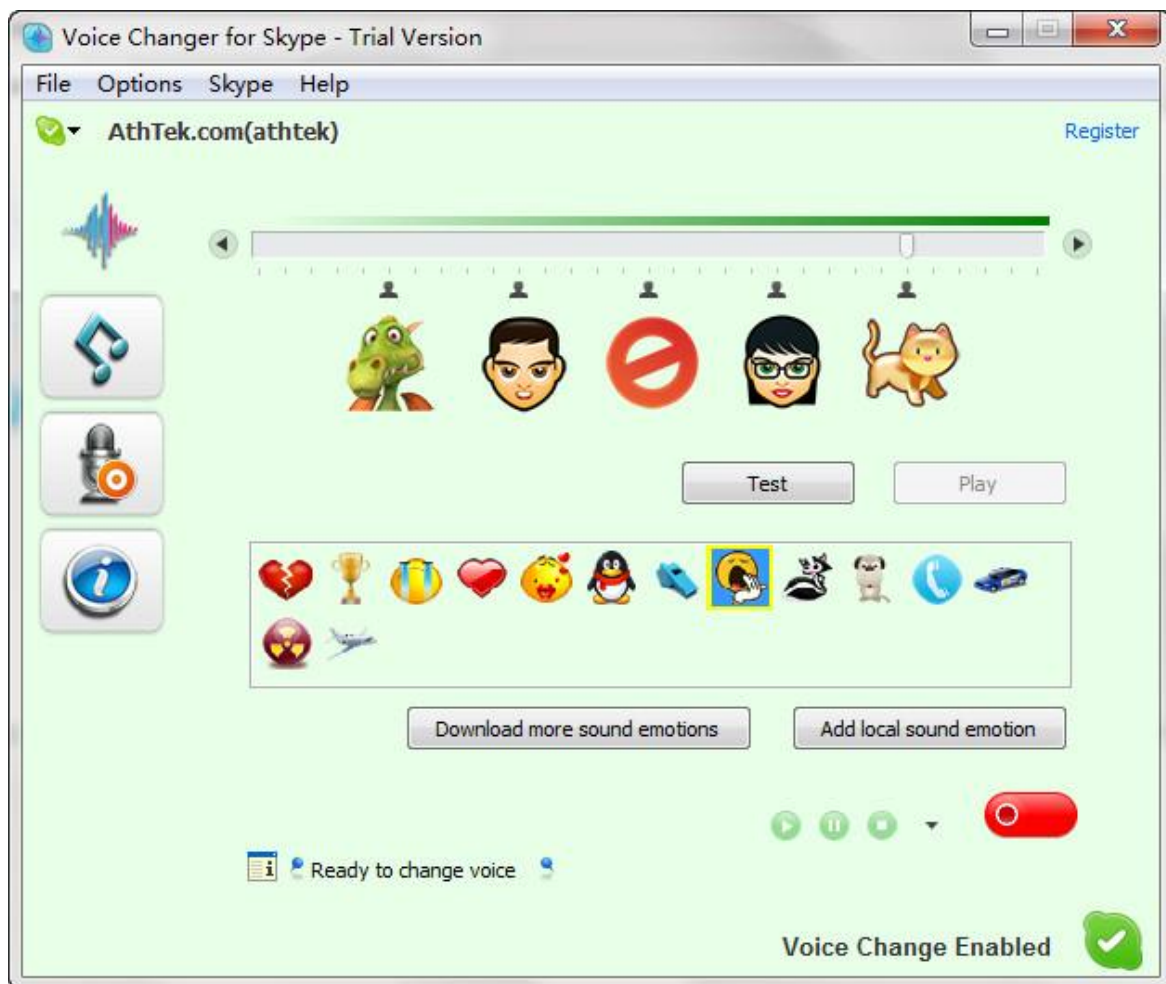 Voice Changer for Skype - Trial Version
File Options Skype Help
AthTek.com(athtek)
Register
Test
Play
Download more sound emotions
Add local sound emotion
Ready to change voice
Voice Change Enabled